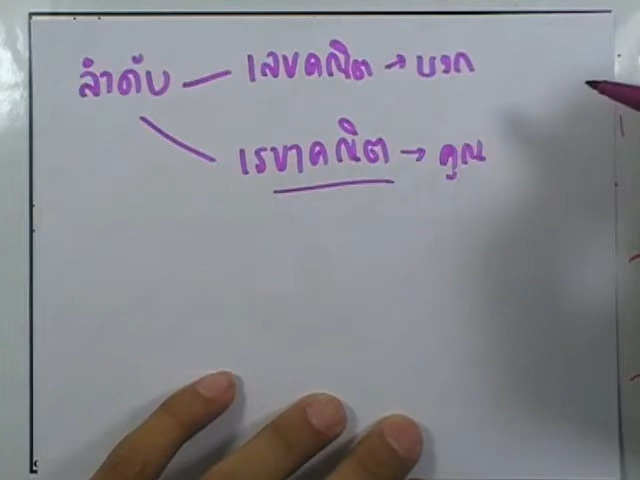 ลำดับ — เลขคณิต → บวก
เรขาคณิต → คูณ